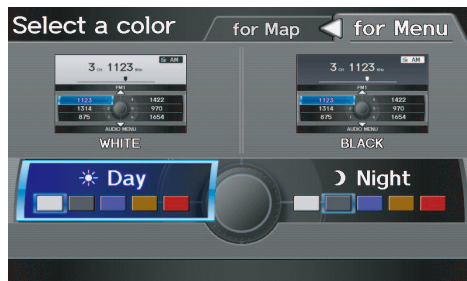 Select a color
for Map
for Menu
AM
3 CH 1123 kHz
FM1
1123 1422
1314 970
875 1654
AUDIO MENU
WHITE
AM
3 CH 1123 kHz
FM1
1123 1422
1314 970
875 1654
AUDIO MENU
BLACK
Day
Night